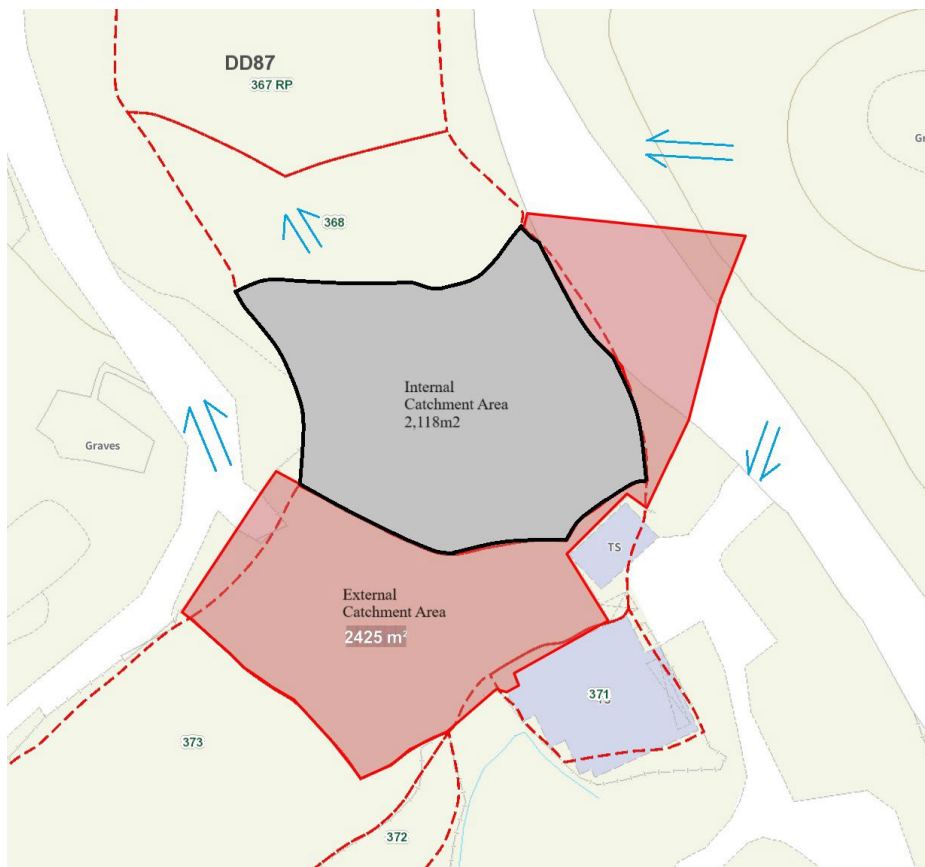 DD87
367 RP
Gr
368
Internal
Catchment Area
2,118m2
Graves
TS
External
Catchment Area
2425 m²
371
373
372